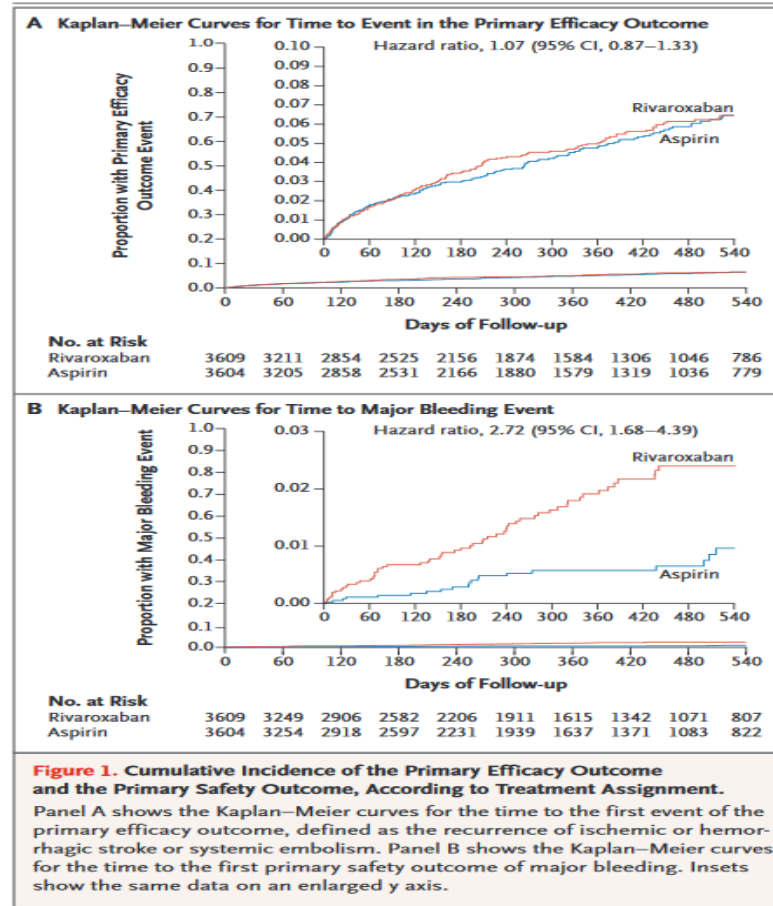 A Kaplan–Meier Curves for Time to Event in the Primary Efficacy Outcome
Hazard ratio, 1.07 (95% CI, 0.87–1.33)
Proportion with Primary Efficacy
Outcome Event
1.0
0.9
0.8
0.7
0.6
0.5
0.4
0.3
0.2
0.1
0.0
0.10
0.09
0.08
0.07
0.06
0.05
0.04
0.03
0.02
0.01
0.00
Rivaroxaban
Aspirin
0 60 120 180 240 300 360 420 480 540
0 60 120 180 240 300 360 420 480 540
Days of Follow-up
No. at Risk
Rivaroxaban 3609 3211 2854 2525 2156 1874 1584 1306 1046 786
Aspirin 3604 3205 2858 2531 2166 1880 1579 1319 1036 779
B Kaplan–Meier Curves for Time to Major Bleeding Event
Hazard ratio, 2.72 (95% CI, 1.68–4.39)
Proportion with Major Bleeding Event
1.0
0.9
0.8
0.7
0.6
0.5
0.4
0.3
0.2
0.1
0.0
0.03
0.02
0.01
0.00
Rivaroxaban
Aspirin
0 60 120 180 240 300 360 420 480 540
0 60 120 180 240 300 360 420 480 540
Days of Follow-up
No. at Risk
Rivaroxaban 3609 3249 2906 2582 2206 1911 1615 1342 1071 807
Aspirin 3604 3254 2918 2597 2231 1939 1637 1371 1083 822
Figure 1. Cumulative Incidence of the Primary Efficacy Outcome
and the Primary Safety Outcome, According to Treatment Assignment.
Panel A shows the Kaplan–Meier curves for the time to the first event of the
primary efficacy outcome, defined as the recurrence of ischemic or hemor-
rhagic stroke or systemic embolism. Panel B shows the Kaplan–Meier curves
for the time to the first primary safety outcome of major bleeding. Insets
show the same data on an enlarged y axis.